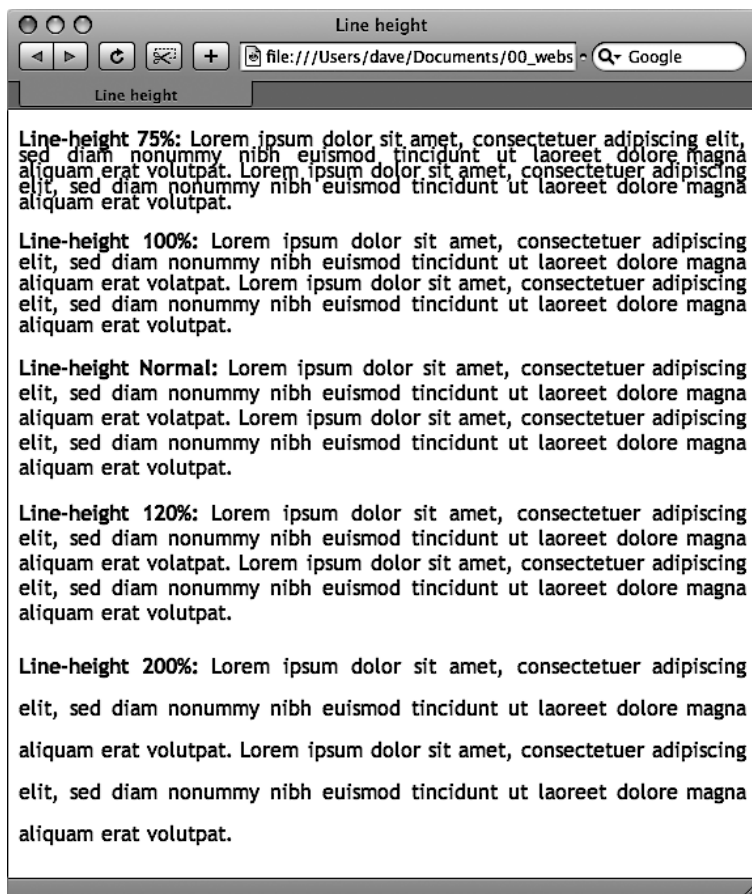 Line height
file:///Users/dave/Documents/00_webs
Google
Line height
Line-height 75%: Lorem ipsum dolor sit amet, consectetuer adipiscing elit,
sed diam nonummy nibh euismod tincidunt ut laoreet dolore magna
aliquam erat volutpat. Lorem ipsum dolor sit amet, consectetuer adipiscing
elit, sed diam nonummy nibh euismod tincidunt ut laoreet dolore magna
aliquam erat volutpat.
Line-height 100%: Lorem ipsum dolor sit amet, consectetuer adipiscing
elit, sed diam nonummy nibh euismod tincidunt ut laoreet dolore magna
aliquam erat volatpat. Lorem ipsum dolor sit amet, consectetuer adipiscing
elit, sed diam nonummy nibh euismod tincidunt ut laoreet dolore magna
aliquam erat volutpat.
Line-height Normal: Lorem ipsum dolor sit amet, consectetuer adipiscing
elit, sed diam nonummy nibh euismod tincidunt ut laoreet dolore magna
aliquam erat volatpat. Lorem ipsum dolor sit amet, consectetuer adipiscing
elit, sed diam nonummy nibh euismod tincidunt ut laoreet dolore magna
aliquam erat volutpat.
Line-height 120%: Lorem ipsum dolor sit amet, consectetuer adipiscing
elit, sed diam nonummy nibh euismod tincidunt ut laoreet dolore magna
aliquam erat volatpat. Lorem ipsum dolor sit amet, consectetuer adipiscing
elit, sed diam nonummy nibh euismod tincidunt ut laoreet dolore magna
aliquam erat volutpat.
Line-height 200%: Lorem ipsum dolor sit amet, consectetuer adipiscing
elit, sed diam nonummy nibh euismod tincidunt ut laoreet dolore magna
aliquam erat volutpat. Lorem ipsum dolor sit amet, consectetuer adipiscing
elit, sed diam nonummy nibh euismod tincidunt ut laoreet dolore magna
aliquam erat volutpat.